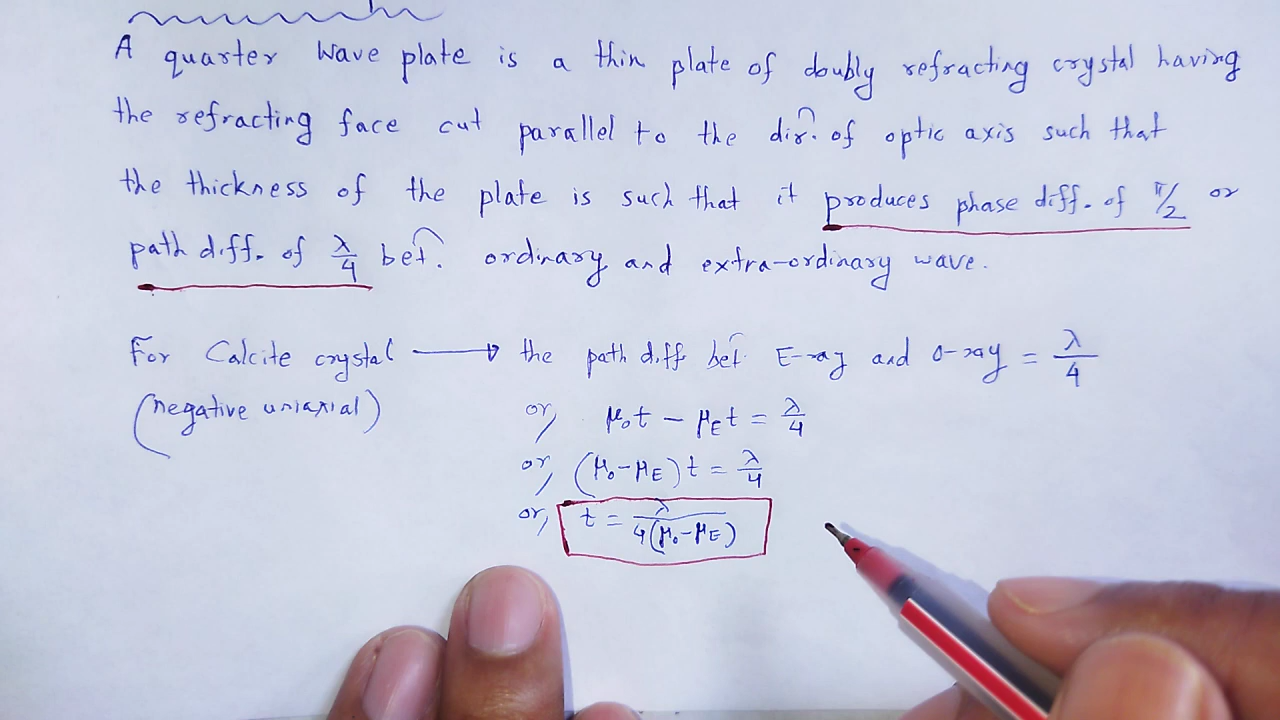 A quarter wave plate is a thin plate of doubly refracting crystal having
the refracting face cut parallel to the dirn. of optic axis such that
the thickness of the plate is such that it produces phase diff. of π/2 or
path diff. of λ/4 betn. ordinary and extra-ordinary wave.
For Calcite crystal ⟶ the path diff betn. E-ray and O-ray = λ/4
(negative uniaxial) or, μ₀t - μ_E t = λ/4
or, (μ₀-μ_E) t = λ/4
or, t = λ/4(μ₀-μ_E)